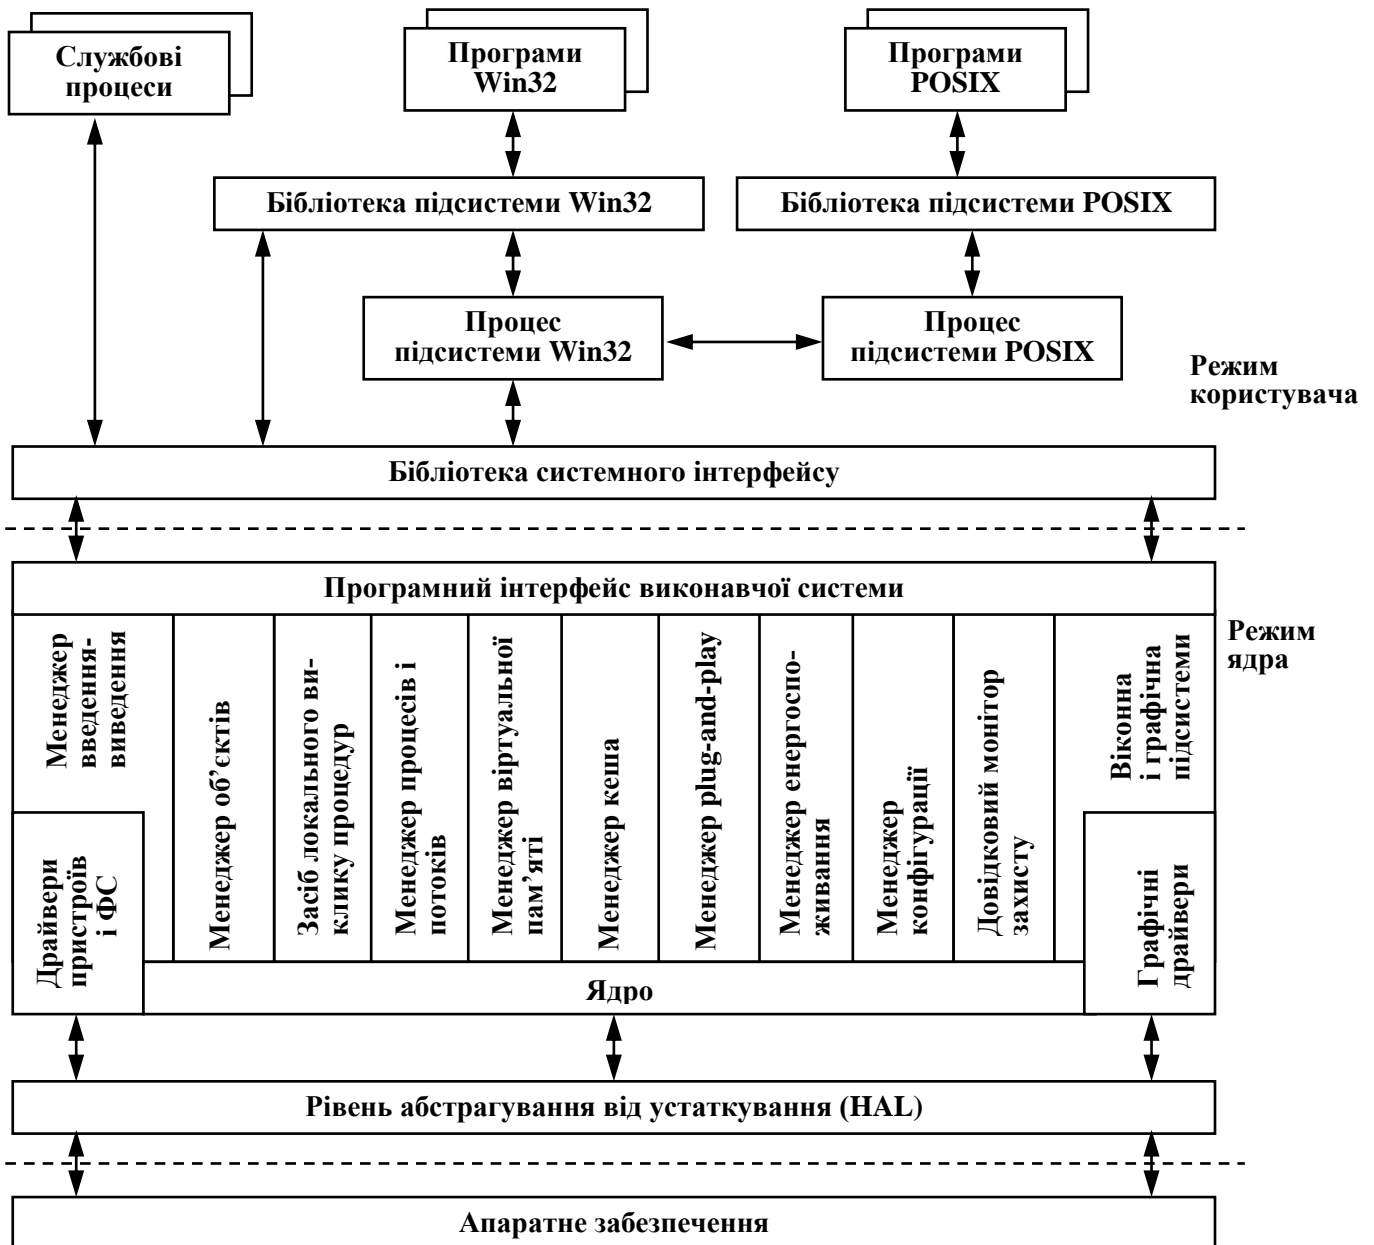 Службові
процеси
Програми
Win32
Програми
POSIX
Бібліотека підсистеми Win32
Бібліотека підсистеми POSIX
Процес
підсистеми Win32
Процес
підсистеми POSIX
Режим
користувача
Бібліотека системного інтерфейсу
Програмний інтерфейс виконавчої системи
Режим
ядра
Менеджер
введення-
виведення
Драйвери
пристроїв
і ФС
Менеджер об’єктів
Засіб локального ви-
клику процедур
Менеджер процесів і
потоків
Менеджер віртуальної
пам’яті
Менеджер кеша
Менеджер plug-and-play
Менеджер енергоспо-
живання
Менеджер
конфігурації
Довідковий монітор
захисту
Віконна
і графічна
підсистеми
Графічні
драйвери
Ядро
Рівень абстрагування від устаткування (HAL)
Апаратне забезпечення